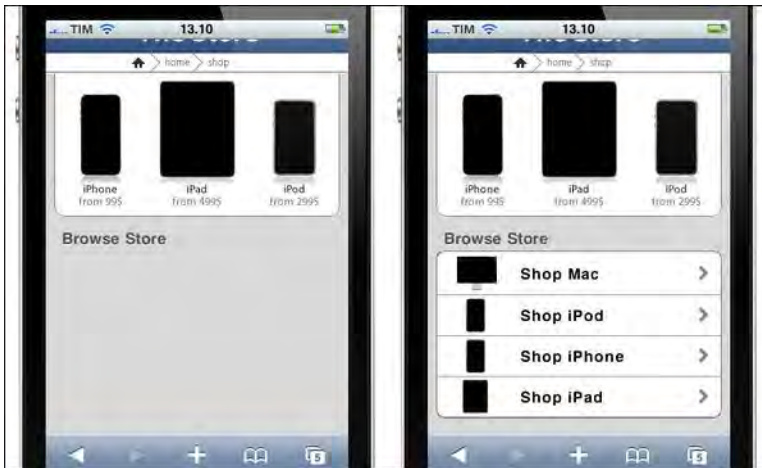 TIM 13.10
home shop
iPhone iPad iPod
from 99$ from 499$ from 299$
Browse Store
5
TIM 13.10
home shop
iPhone iPad iPod
from 99$ from 499$ from 299$
Browse Store
Shop Mac
Shop iPod
Shop iPhone
Shop iPad
5